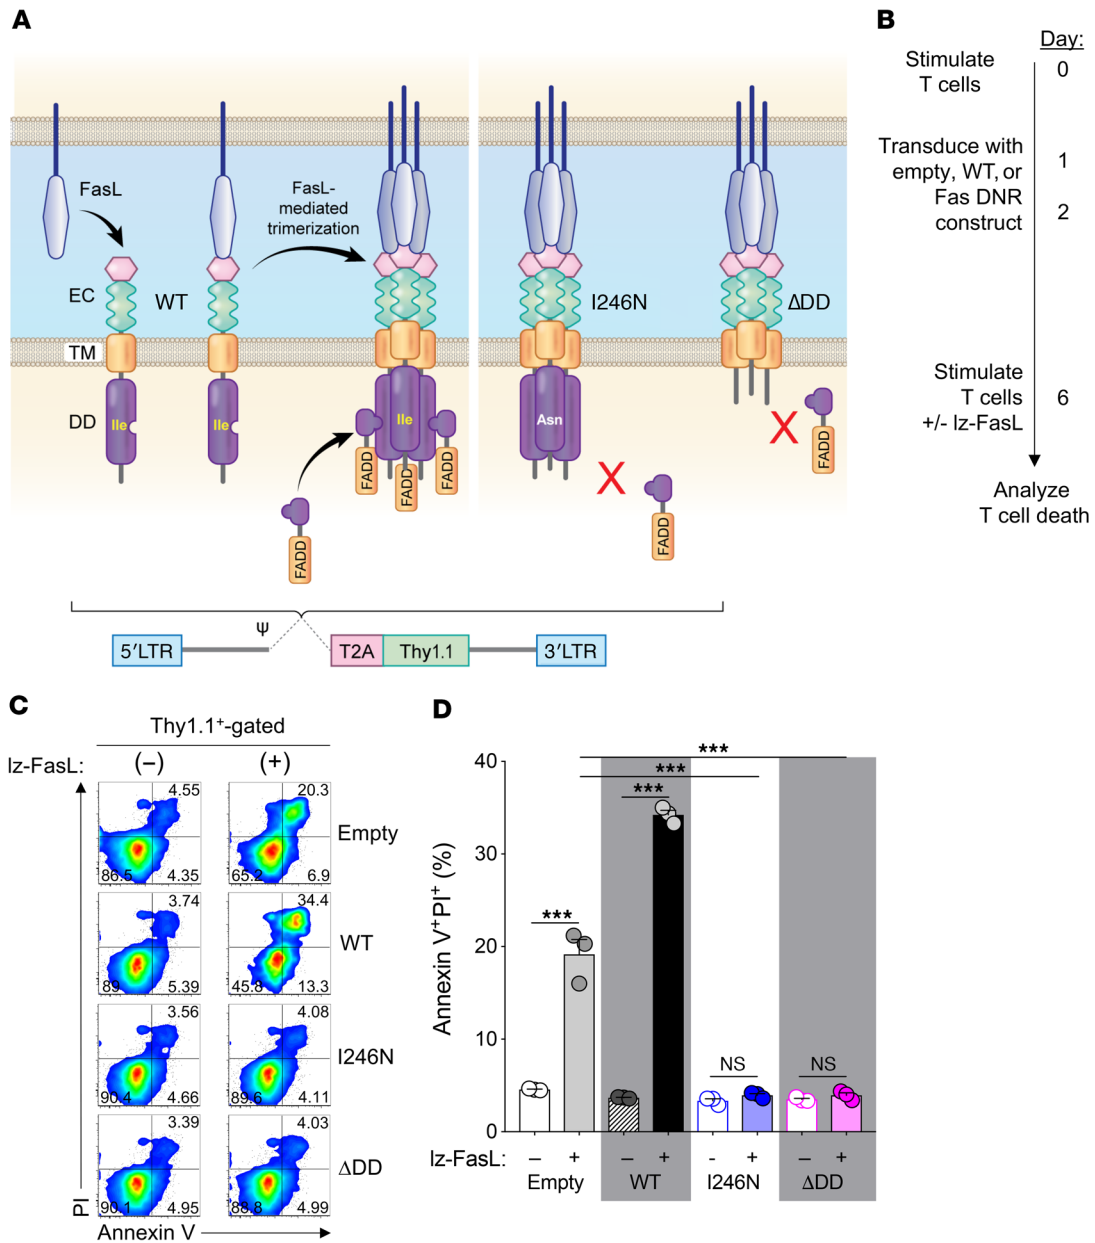 A
FasL
FasL-
mediated
trimerization
EC
WT
I246N
ΔDD
TM
DD
Ile
Ile
Ile
Asn
FADD
FADD
FADD
FADD
FADD
FADD
X
X
ψ
5′LTR
T2A
Thy1.1
3′LTR
B
Day:
Stimulate
T cells
0
Transduce with
empty, WT, or
Fas DNR
construct
1
2
Stimulate
T cells
+/- lz-FasL
6
Analyze
T cell death
C
Thy1.1+-gated
lz-FasL: (–) (+)
4.55
86.5 4.35
20.3
65.2 6.9
Empty
3.74
89 5.39
34.4
45.8 13.3
WT
3.56
90.4 4.66
4.08
89.6 4.11
I246N
3.39
90.1 4.95
4.03
88.8 4.99
ΔDD
PI
Annexin V
D
Annexin V+PI+ (%)
40
30
20
10
0
***
***
***
***
NS
NS
lz-FasL: – + – + - + – +
Empty WT I246N ΔDD